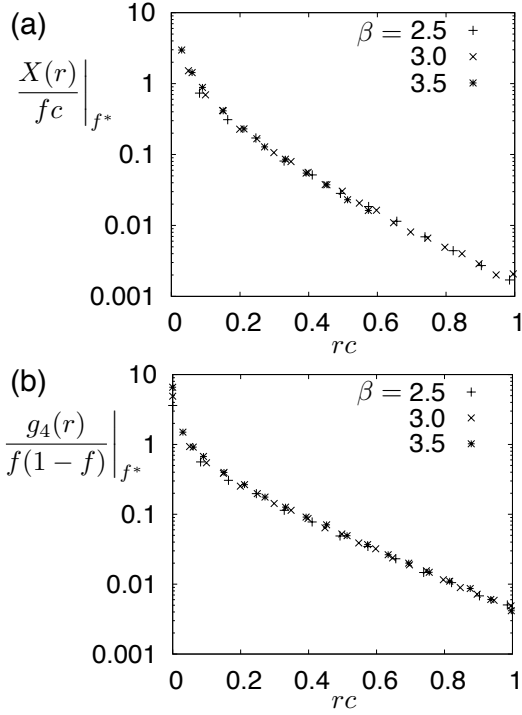 (a)
X(r)
fc
f*
β = 2.5 +
3.0 ×
3.5 ∗
10
1
0.1
0.01
0.001
0 0.2 0.4 0.6 0.8 1
rc
(b)
g₄(r)
f(1 − f)
f*
β = 2.5 +
3.0 ×
3.5 ∗
10
1
0.1
0.01
0.001
0 0.2 0.4 0.6 0.8 1
rc